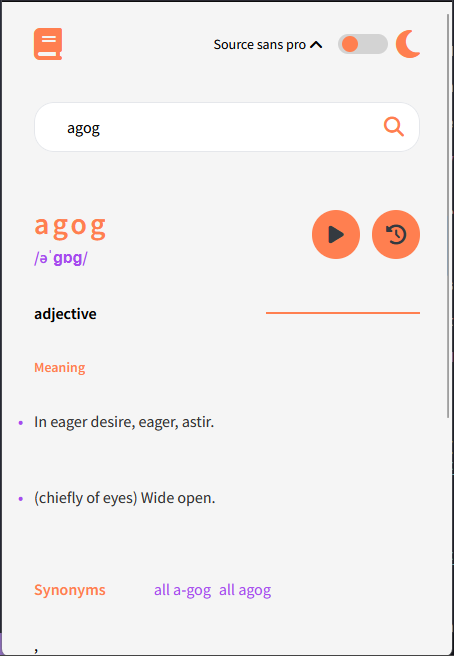 Source sans pro
agog
agog
/əˈɡɒɡ/
adjective
Meaning
• In eager desire, eager, astir.
• (chiefly of eyes) Wide open.
Synonyms all a-gog all agog
,